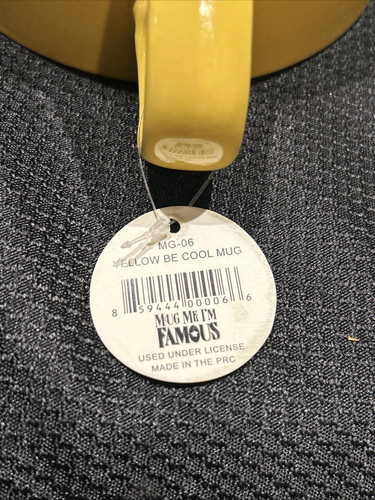 MG-06
ELLOW BE COOL MUG
8 59444 00006 6
MUG ME I'M
FAMOUS
USED UNDER LICENSE
MADE IN THE PRC